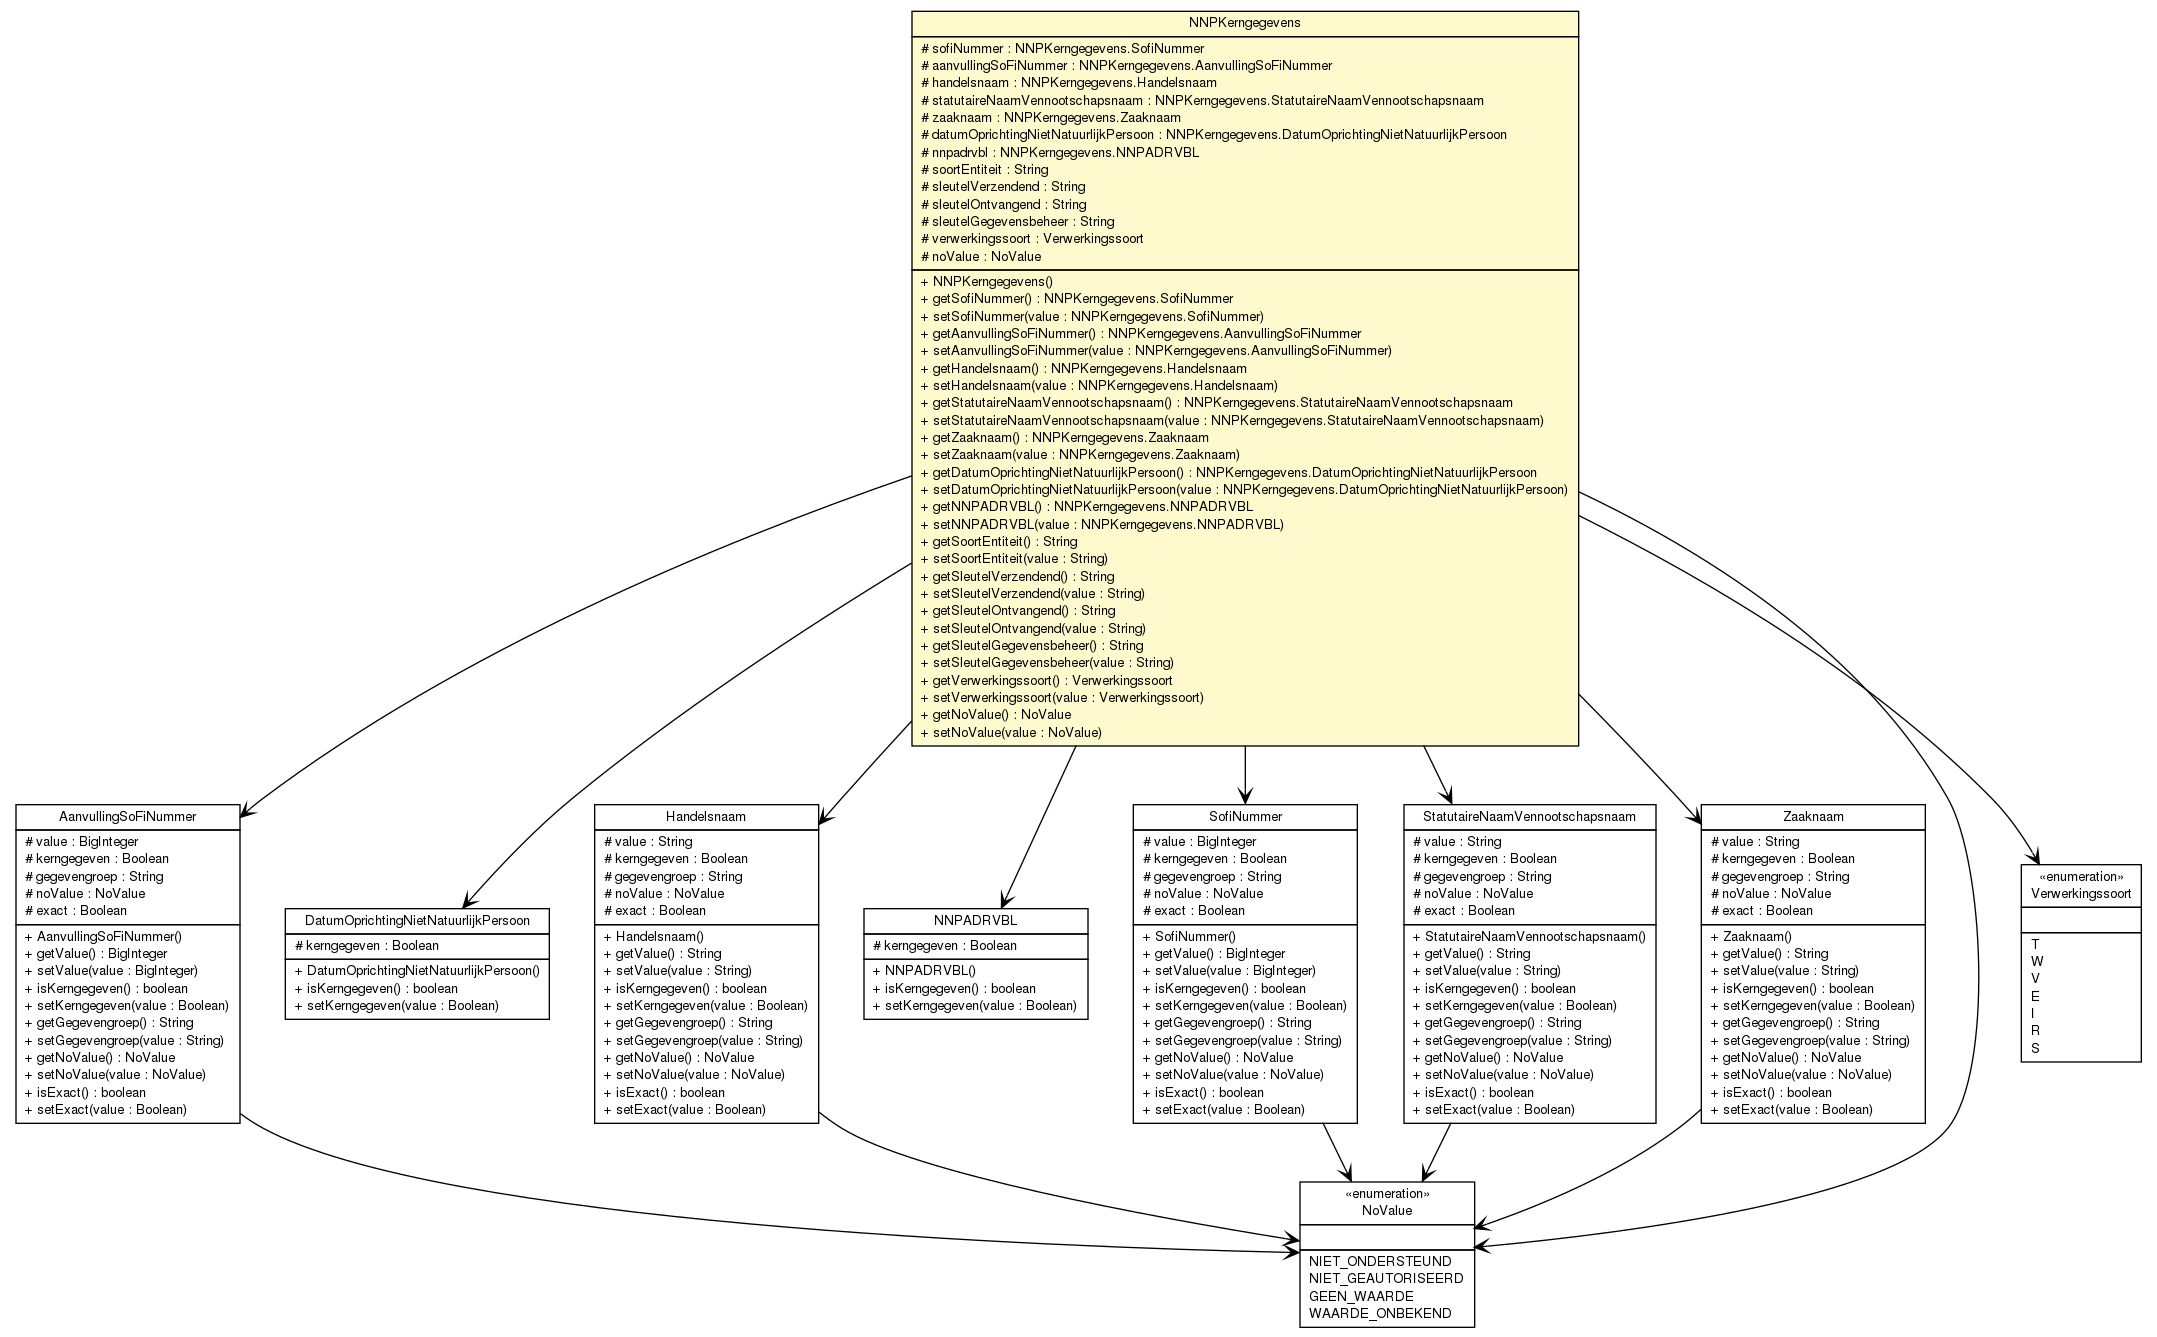 NNPKerngegevens
# sofiNummer : NNPKerngegevens.SofiNummer
# aanvullingSoFiNummer : NNPKerngegevens.AanvullingSoFiNummer
# handelsnaam : NNPKerngegevens.Handelsnaam
# statutaireNaamVennootschapsnaam : NNPKerngegevens.StatutaireNaamVennootschapsnaam
# zaaknaam : NNPKerngegevens.Zaaknaam
# datumOprichtingNietNatuurlijkPersoon : NNPKerngegevens.DatumOprichtingNietNatuurlijkPersoon
# nnpadrvbl : NNPKerngegevens.NNPADRVBL
# soortEntiteit : String
# sleutelVerzendend : String
# sleutelOntvangend : String
# sleutelGegevensbeheer : String
# verwerkingssoort : Verwerkingssoort
# noValue : NoValue
+ NNPKerngegevens()
+ getSofiNummer() : NNPKerngegevens.SofiNummer
+ setSofiNummer(value : NNPKerngegevens.SofiNummer)
+ getAanvullingSoFiNummer() : NNPKerngegevens.AanvullingSoFiNummer
+ setAanvullingSoFiNummer(value : NNPKerngegevens.AanvullingSoFiNummer)
+ getHandelsnaam() : NNPKerngegevens.Handelsnaam
+ setHandelsnaam(value : NNPKerngegevens.Handelsnaam)
+ getStatutaireNaamVennootschapsnaam() : NNPKerngegevens.StatutaireNaamVennootschapsnaam
+ setStatutaireNaamVennootschapsnaam(value : NNPKerngegevens.StatutaireNaamVennootschapsnaam)
+ getZaaknaam() : NNPKerngegevens.Zaaknaam
+ setZaaknaam(value : NNPKerngegevens.Zaaknaam)
+ getDatumOprichtingNietNatuurlijkPersoon() : NNPKerngegevens.DatumOprichtingNietNatuurlijkPersoon
+ setDatumOprichtingNietNatuurlijkPersoon(value : NNPKerngegevens.DatumOprichtingNietNatuurlijkPersoon)
+ getNNPADRVBL() : NNPKerngegevens.NNPADRVBL
+ setNNPADRVBL(value : NNPKerngegevens.NNPADRVBL)
+ getSoortEntiteit() : String
+ setSoortEntiteit(value : String)
+ getSleutelVerzendend() : String
+ setSleutelVerzendend(value : String)
+ getSleutelOntvangend() : String
+ setSleutelOntvangend(value : String)
+ getSleutelGegevensbeheer() : String
+ setSleutelGegevensbeheer(value : String)
+ getVerwerkingssoort() : Verwerkingssoort
+ setVerwerkingssoort(value : Verwerkingssoort)
+ getNoValue() : NoValue
+ setNoValue(value : NoValue)
AanvullingSoFiNummer
# value : BigInteger
# kerngegeven : Boolean
# gegevengroep : String
# noValue : NoValue
# exact : Boolean
+ AanvullingSoFiNummer()
+ getValue() : BigInteger
+ setValue(value : BigInteger)
+ isKerngegeven() : boolean
+ setKerngegeven(value : Boolean)
+ getGegevengroep() : String
+ setGegevengroep(value : String)
+ getNoValue() : NoValue
+ setNoValue(value : NoValue)
+ isExact() : boolean
+ setExact(value : Boolean)
DatumOprichtingNietNatuurlijkPersoon
# kerngegeven : Boolean
+ DatumOprichtingNietNatuurlijkPersoon()
+ isKerngegeven() : boolean
+ setKerngegeven(value : Boolean)
Handelsnaam
# value : String
# kerngegeven : Boolean
# gegevengroep : String
# noValue : NoValue
# exact : Boolean
+ Handelsnaam()
+ getValue() : String
+ setValue(value : String)
+ isKerngegeven() : boolean
+ setKerngegeven(value : Boolean)
+ getGegevengroep() : String
+ setGegevengroep(value : String)
+ getNoValue() : NoValue
+ setNoValue(value : NoValue)
+ isExact() : boolean
+ setExact(value : Boolean)
NNPADRVBL
# kerngegeven : Boolean
+ NNPADRVBL()
+ isKerngegeven() : boolean
+ setKerngegeven(value : Boolean)
SofiNummer
# value : BigInteger
# kerngegeven : Boolean
# gegevengroep : String
# noValue : NoValue
# exact : Boolean
+ SofiNummer()
+ getValue() : BigInteger
+ setValue(value : BigInteger)
+ isKerngegeven() : boolean
+ setKerngegeven(value : Boolean)
+ getGegevengroep() : String
+ setGegevengroep(value : String)
+ getNoValue() : NoValue
+ setNoValue(value : NoValue)
+ isExact() : boolean
+ setExact(value : Boolean)
StatutaireNaamVennootschapsnaam
# value : String
# kerngegeven : Boolean
# gegevengroep : String
# noValue : NoValue
# exact : Boolean
+ StatutaireNaamVennootschapsnaam()
+ getValue() : String
+ setValue(value : String)
+ isKerngegeven() : boolean
+ setKerngegeven(value : Boolean)
+ getGegevengroep() : String
+ setGegevengroep(value : String)
+ getNoValue() : NoValue
+ setNoValue(value : NoValue)
+ isExact() : boolean
+ setExact(value : Boolean)
Zaaknaam
# value : String
# kerngegeven : Boolean
# gegevengroep : String
# noValue : NoValue
# exact : Boolean
+ Zaaknaam()
+ getValue() : String
+ setValue(value : String)
+ isKerngegeven() : boolean
+ setKerngegeven(value : Boolean)
+ getGegevengroep() : String
+ setGegevengroep(value : String)
+ getNoValue() : NoValue
+ setNoValue(value : NoValue)
+ isExact() : boolean
+ setExact(value : Boolean)
«enumeration»
Verwerkingssoort
T
W
V
E
I
R
S
«enumeration»
NoValue
NIET_ONDERSTEUND
NIET_GEAUTORISEERD
GEEN_WAARDE
WAARDE_ONBEKEND